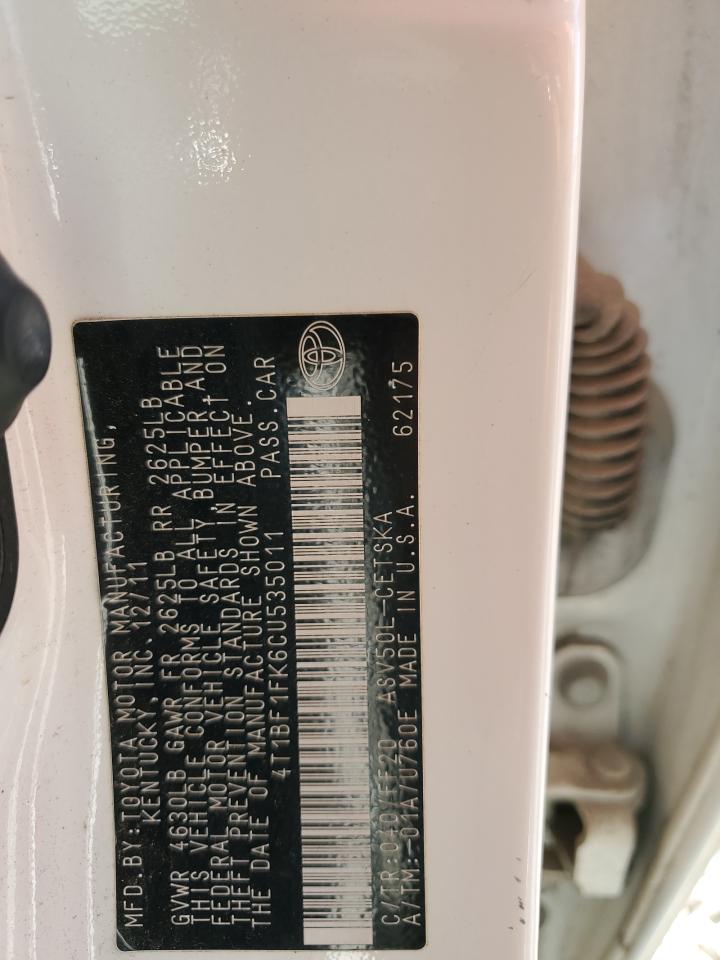 MFD.BY:TOYOTA MOTOR MANUFACTURING,
KENTUCKY, INC. 12/11
GVWR 4630LB GAWR FR 2625LB RR 2625LB
THIS VEHICLE CONFORMS TO ALL APPLICABLE
FEDERAL MOTOR VEHICLE SAFETY, BUMPER, AND
THEFT PREVENTION STANDARDS IN EFFECT ON
THE DATE OF MANUFACTURE SHOWN ABOVE.
4T1BF1FK6CU535011 PASS.CAR
C/TR:040/FE20 ASV50L-CETSKA
A/TM:-01A/U760E MADE IN U.S.A. 62175